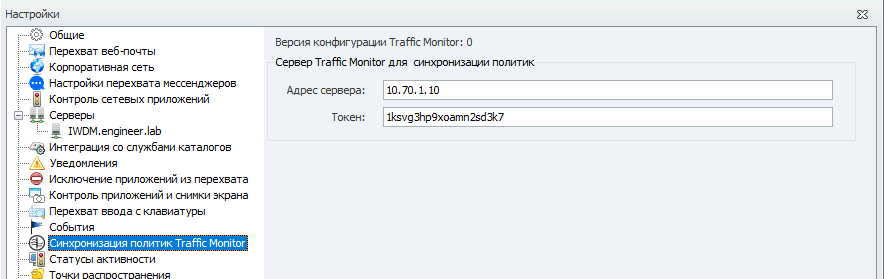 Настройки
Общие
Перехват веб-почты
Корпоративная сеть
Настройки перехвата мессенджеров
Контроль сетевых приложений
Серверы
IWDM.engineer.lab
Интеграция со службами каталогов
Уведомления
Исключение приложений из перехвата
Контроль приложений и снимки экрана
Перехват ввода с клавиатуры
События
Синхронизация политик Traffic Monitor
Статусы активности
Точки распространения
Версия конфигурации Traffic Monitor: 0
Сервер Traffic Monitor для синхронизации политик
Адрес сервера: 10.70.1.10
Токен: 1ksvg3hp9xoamn2sd3k7